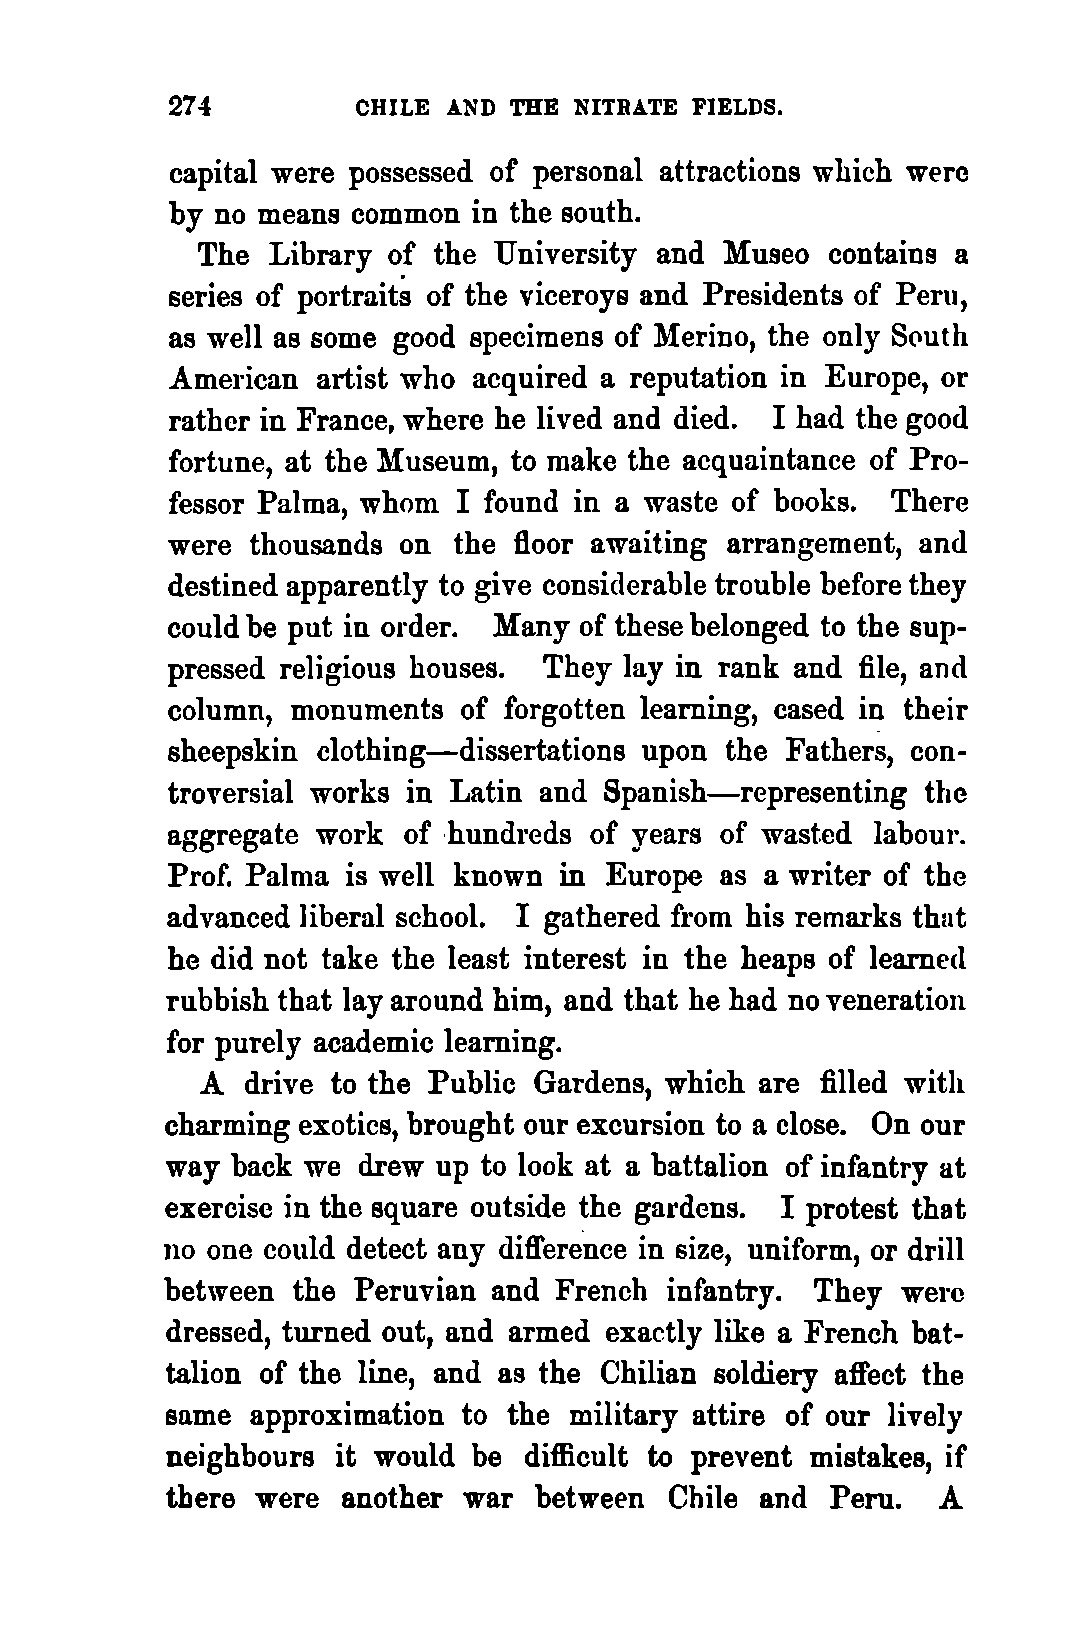 274 CHILE AND THE NITRATE FIELDS.
capital were possessed of personal attractions which were
by no means common in the south.
The Library of the University and Museo contains a
series of portraits of the viceroys and Presidents of Peru,
as well as some good specimens of Merino, the only South
American artist who acquired a reputation in Europe, or
rather in France, where he lived and died. I had the good
fortune, at the Museum, to make the acquaintance of Pro-
fessor Palma, whom I found in a waste of books. There
were thousands on the floor awaiting arrangement, and
destined apparently to give considerable trouble before they
could be put in order. Many of these belonged to the sup-
pressed religious houses. They lay in rank and file, and
column, monuments of forgotten learning, cased in their
sheepskin clothing—dissertations upon the Fathers, con-
troversial works in Latin and Spanish—representing the
aggregate work of hundreds of years of wasted labour.
Prof. Palma is well known in Europe as a writer of the
advanced liberal school. I gathered from his remarks that
he did not take the least interest in the heaps of learned
rubbish that lay around him, and that he had no veneration
for purely academic learning.
A drive to the Public Gardens, which are filled with
charming exotics, brought our excursion to a close. On our
way back we drew up to look at a battalion of infantry at
exercise in the square outside the gardens. I protest that
no one could detect any difference in size, uniform, or drill
between the Peruvian and French infantry. They were
dressed, turned out, and armed exactly like a French bat-
talion of the line, and as the Chilian soldiery affect the
same approximation to the military attire of our lively
neighbours it would be difficult to prevent mistakes, if
there were another war between Chile and Peru. A